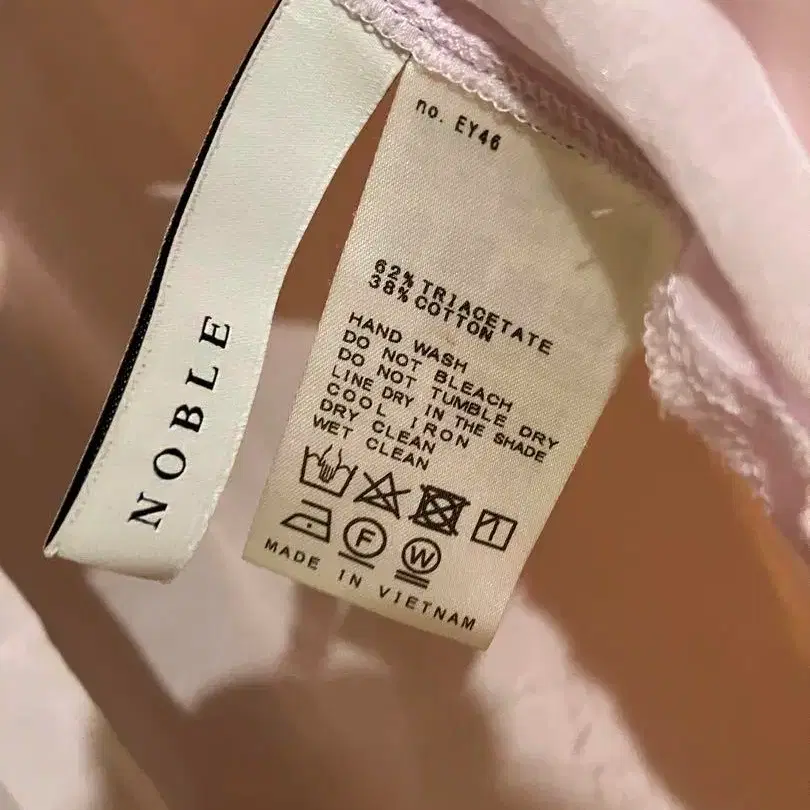 NOBLE
no. EY46
62% TRIACETATE
38% COTTON
HAND WASH
DO NOT BLEACH
DO NOT TUMBLE DRY
LINE DRY IN THE SHADE
COOL IRON
DRY CLEAN
WET CLEAN
F W
MADE IN VIETNAM